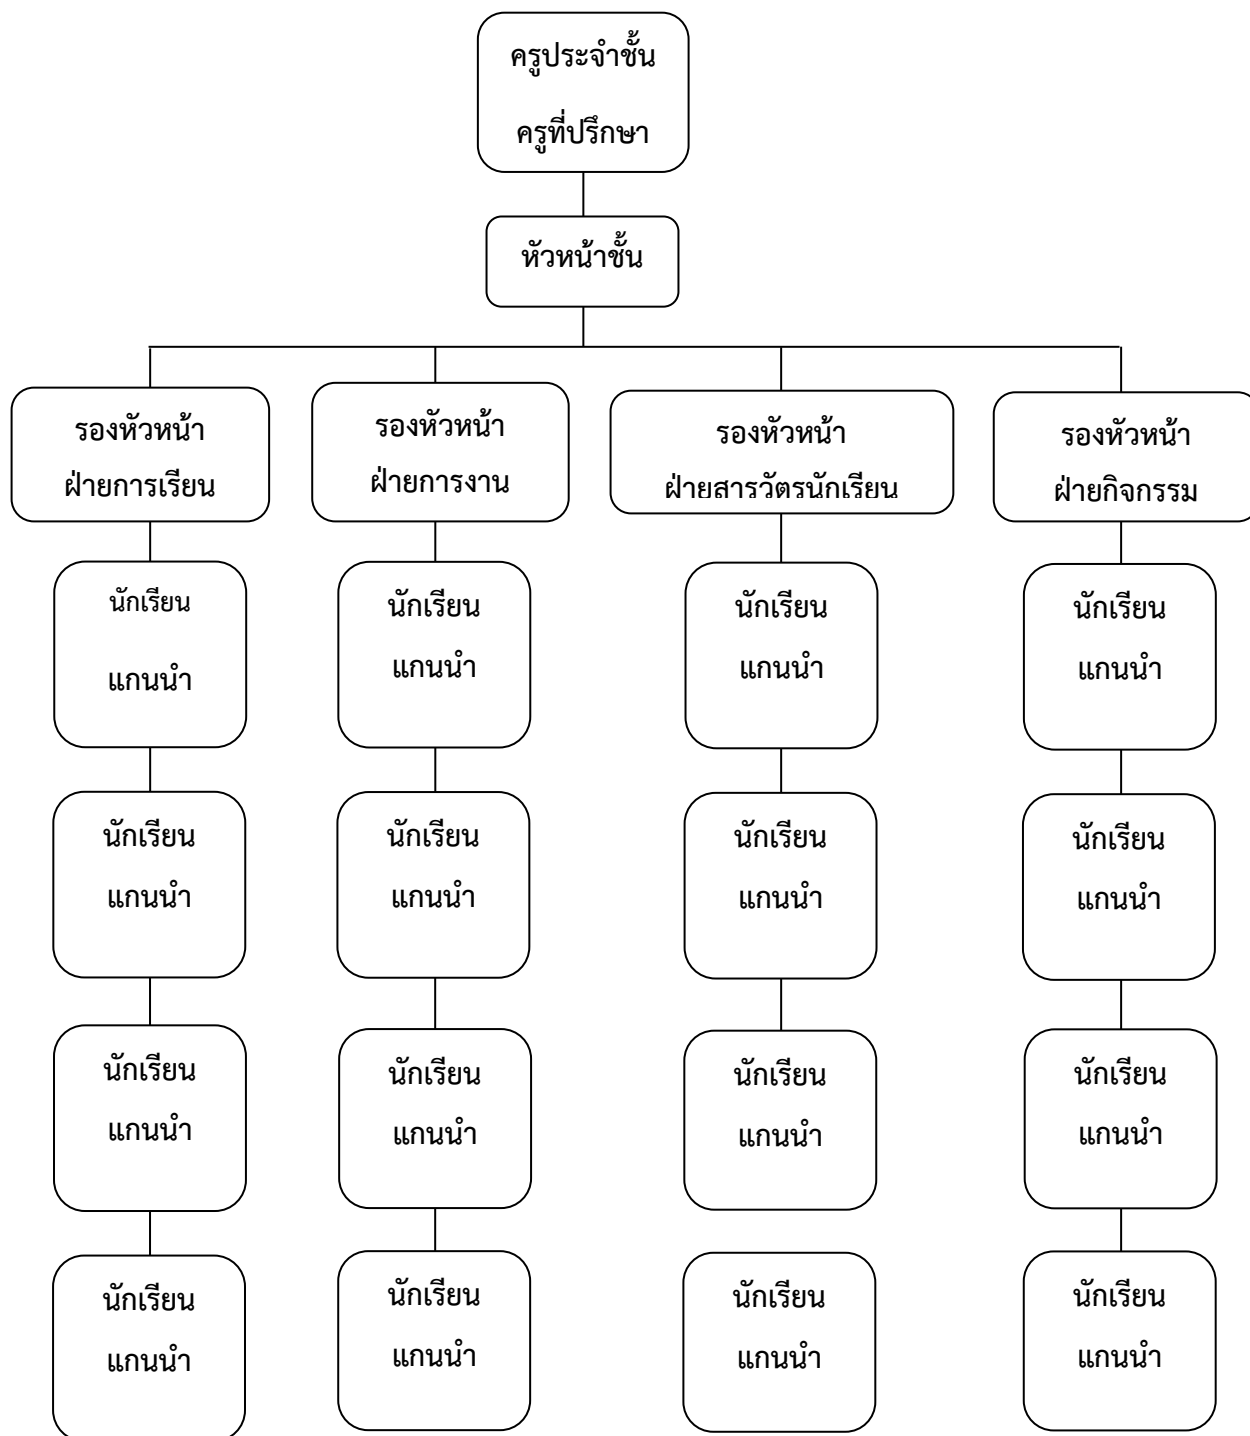 ครูประจำชั้น
ครูที่ปรึกษา
หัวหน้าชั้น
รองหัวหน้า
ฝ่ายการเรียน
รองหัวหน้า
ฝ่ายการงาน
รองหัวหน้า
ฝ่ายสารวัตรนักเรียน
รองหัวหน้า
ฝ่ายกิจกรรม
นักเรียน
แกนนำ
นักเรียน
แกนนำ
นักเรียน
แกนนำ
นักเรียน
แกนนำ
นักเรียน
แกนนำ
นักเรียน
แกนนำ
นักเรียน
แกนนำ
นักเรียน
แกนนำ
นักเรียน
แกนนำ
นักเรียน
แกนนำ
นักเรียน
แกนนำ
นักเรียน
แกนนำ
นักเรียน
แกนนำ
นักเรียน
แกนนำ
นักเรียน
แกนนำ
นักเรียน
แกนนำ